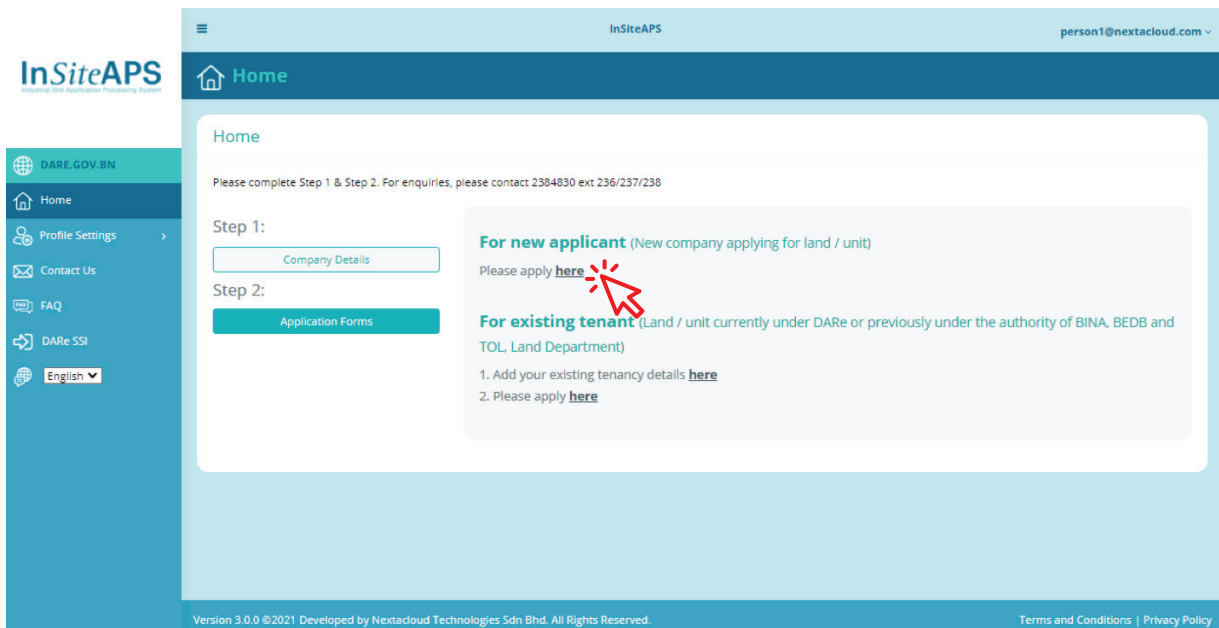 InSiteAPS
person1@nextacloud.com
InSiteAPS
Industrial Site Application Processing System
Home
Home
DARE.GOV.BN
Home
Profile Settings
Contact Us
FAQ
DARe SSI
English
Please complete Step 1 & Step 2. For enquiries, please contact 2384830 ext 236/237/238
Step 1:
Company Details
Step 2:
Application Forms
For new applicant (New company applying for land / unit)
Please apply here
For existing tenant (Land / unit currently under DARe or previously under the authority of BINA, BEDB and
TOL, Land Department)
1. Add your existing tenancy details here
2. Please apply here
Version 3.0.0 ©2021 Developed by Nextacloud Technologies Sdn Bhd. All Rights Reserved.
Terms and Conditions | Privacy Policy